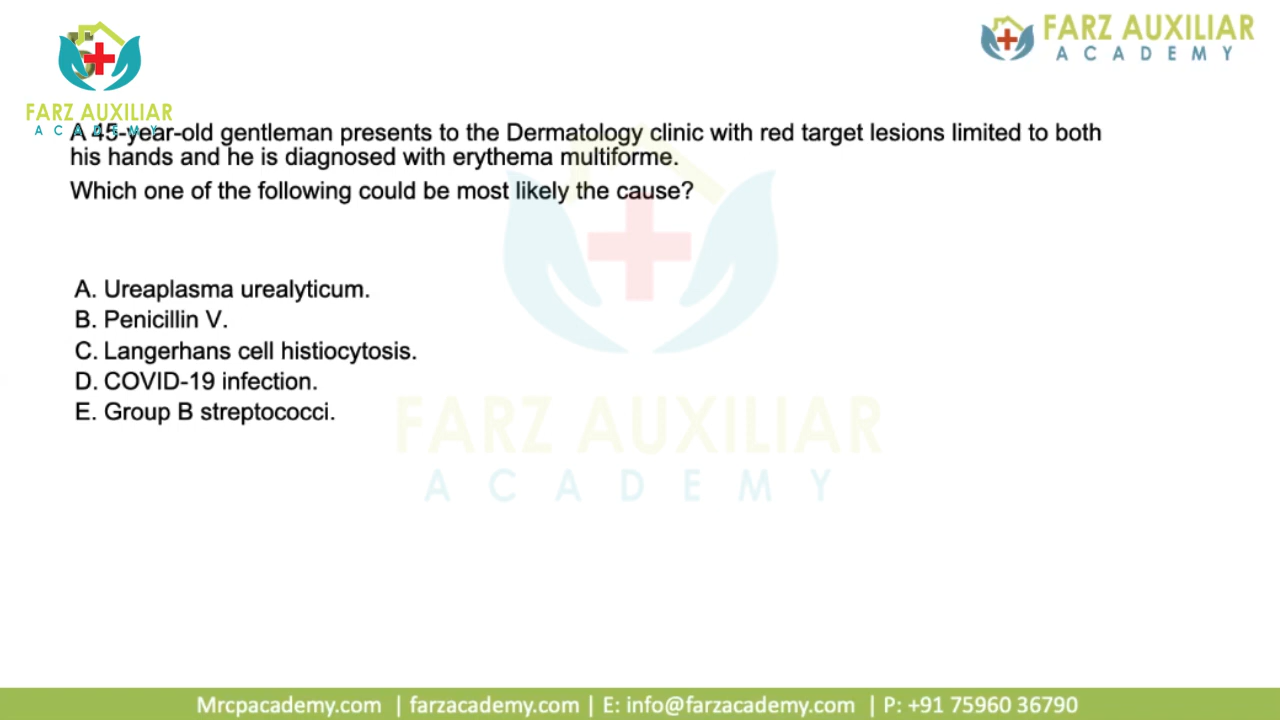 FARZ AUXILIAR
ACADEMY
FARZ AUXILIAR
ACADEMY
A 45-year-old gentleman presents to the Dermatology clinic with red target lesions limited to both
his hands and he is diagnosed with erythema multiforme.
Which one of the following could be most likely the cause?
A. Ureaplasma urealyticum.
B. Penicillin V.
C. Langerhans cell histiocytosis.
D. COVID-19 infection.
E. Group B streptococci.
FARZ AUXILIAR
ACADEMY
Mrcpacademy.com | farzacademy.com | E: info@farzacademy.com | P: +91 75960 36790